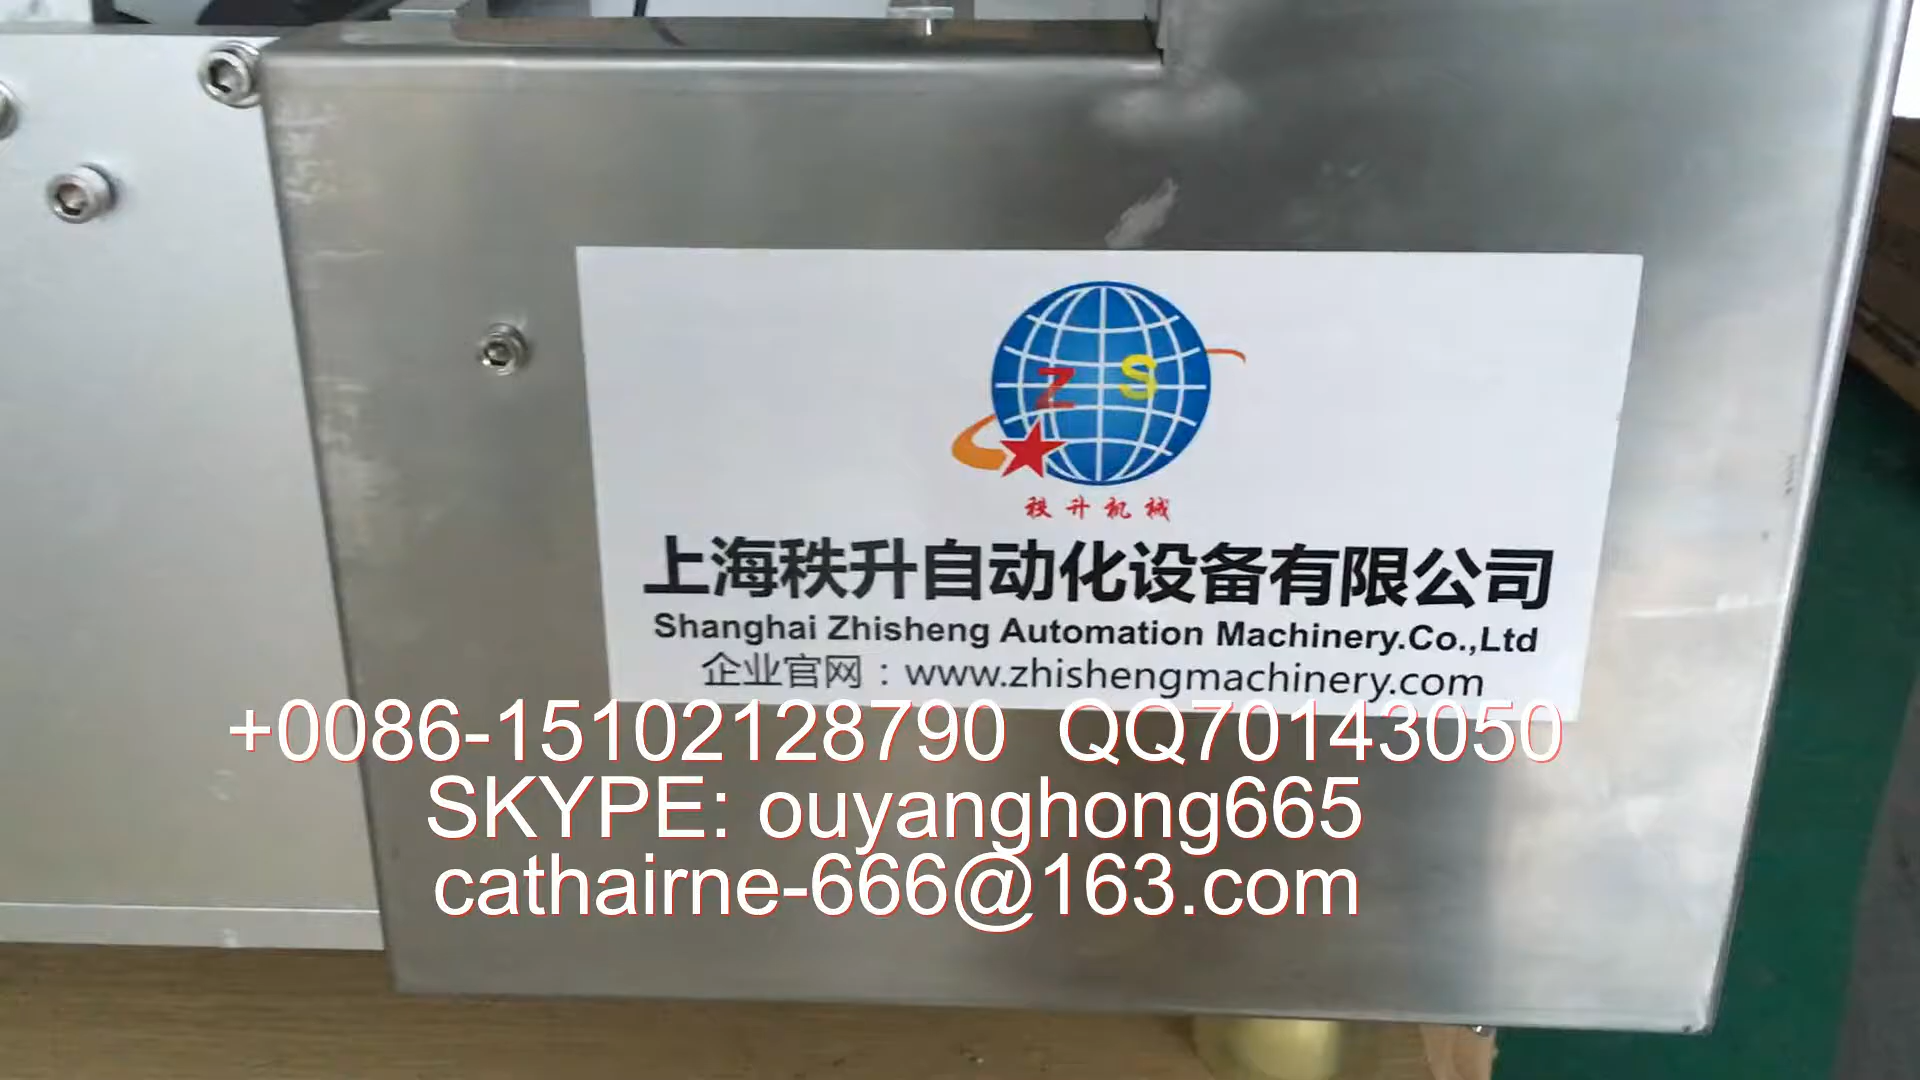 Z S
秩升机械
上海秩升自动化设备有限公司
Shanghai Zhisheng Automation Machinery.Co.,Ltd
企业官网：www.zhishengmachinery.com
+0086-15102128790 QQ70143050
SKYPE: ouyanghong665
cathairne-666@163.com